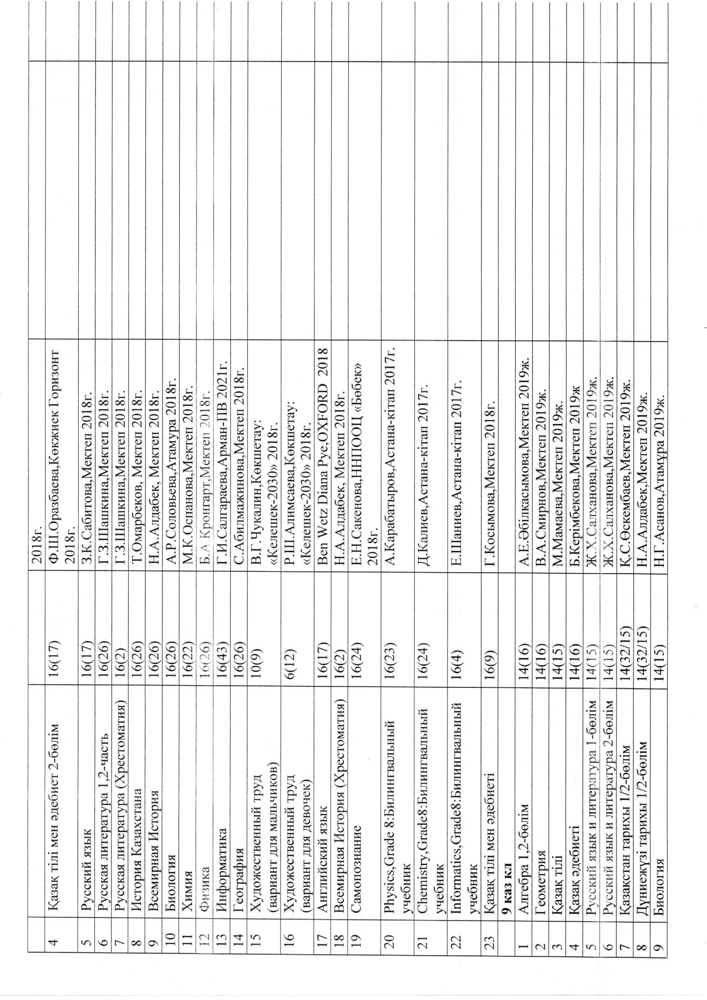 2018г.
4 Қазақ тілі мен әдебиет 2-бөлім 16(17) Ф.Ш.Оразбаева,Көкжиек Горизонт
2018г.
5 Русский язык 16(17) З.К.Сабитова,Мектеп 2018г.
6 Русская литература 1,2-часть 16(26) Г.З.Шашкина,Мектеп 2018г.
7 Русская литература (Хрестоматия) 16(2) Г.З.Шашкина,Мектеп 2018г.
8 История Казахстана 16(26) Т.Омарбеков, Мектеп 2018г.
9 Всемирная История 16(26) Н.А.Алдабек, Мектеп 2018г.
10 Биология 16(26) А.Р.Соловьева,Атамура 2018г.
11 Химия 16(22) М.К.Оспанова,Мектеп 2018г.
12 Физика 16(26) Б.А.Кронгарт,Мектеп 2018г.
13 Информатика 16(43) Г.И.Салгараева,Арман-ПВ 2021г.
14 География 16(26) С.Абилмажинова,Мектеп 2018г.
15 Художественный труд 10(9) В.Г.Чукалин,Көкшетау:
(вариант для мальчиков) «Келешек-2030» 2018г.
16 Художественный труд 6(12) Р.Ш.Алимсаева,Көкшетау:
(вариант для девочек) «Келешек-2030» 2018г.
17 Английский язык 16(17) Ben Wetz Diana Pye,OXFORD 2018
18 Всемирная История (Хрестоматия) 16(2) Н.А.Алдабек, Мектеп 2018г.
19 Самопознание 16(24) Е.Н.Сакенова,ННПООЦ «Бөбек»
2018г.
20 Physics,Grade 8:Билингвальный 16(23) А.Карабатыров,Астана-кітап 2017г.
учебник
21 Chemistry,Grade8:Билингвальный 16(24) Д.Калиев,Астана-кітап 2017г.
учебник
22 Informatics,Grade8:Билингвальный 16(4) Е.Шаниев,Астана-кітап 2017г.
учебник
23 Қазақ тілі мен әдебиеті 16(9) Г.Косымова,Мектеп 2018г.
9 каз кл
1 Алгебра 1,2-бөлім 14(16) А.Е.Әбілкасымова,Мектеп 2019ж.
2 Геометрия 14(16) В.А.Смирнов,Мектеп 2019ж.
3 Қазақ тілі 14(15) М.Мамаева,Мектеп 2019ж.
4 Қазақ әдебиеті 14(16) Б.Керімбекова,Мектеп 2019ж
5 Русский язык и литература 1-бөлім 14(15) Ж.Х.Салханова,Мектеп 2019ж.
6 Русский язык и литература 2-бөлім 14(15) Ж.Х.Салханова,Мектеп 2019ж.
7 Қазақстан тарихы 1/2-бөлім 14(32/15) Қ.С.Өскембаев,Мектеп 2019ж.
8 Дүниежүзі тарихы 1/2-бөлім 14(32/15) Н.А.Алдабек,Мектеп 2019ж.
9 Биология 14(15) Н.Г.Асанов,Атамұра 2019ж.